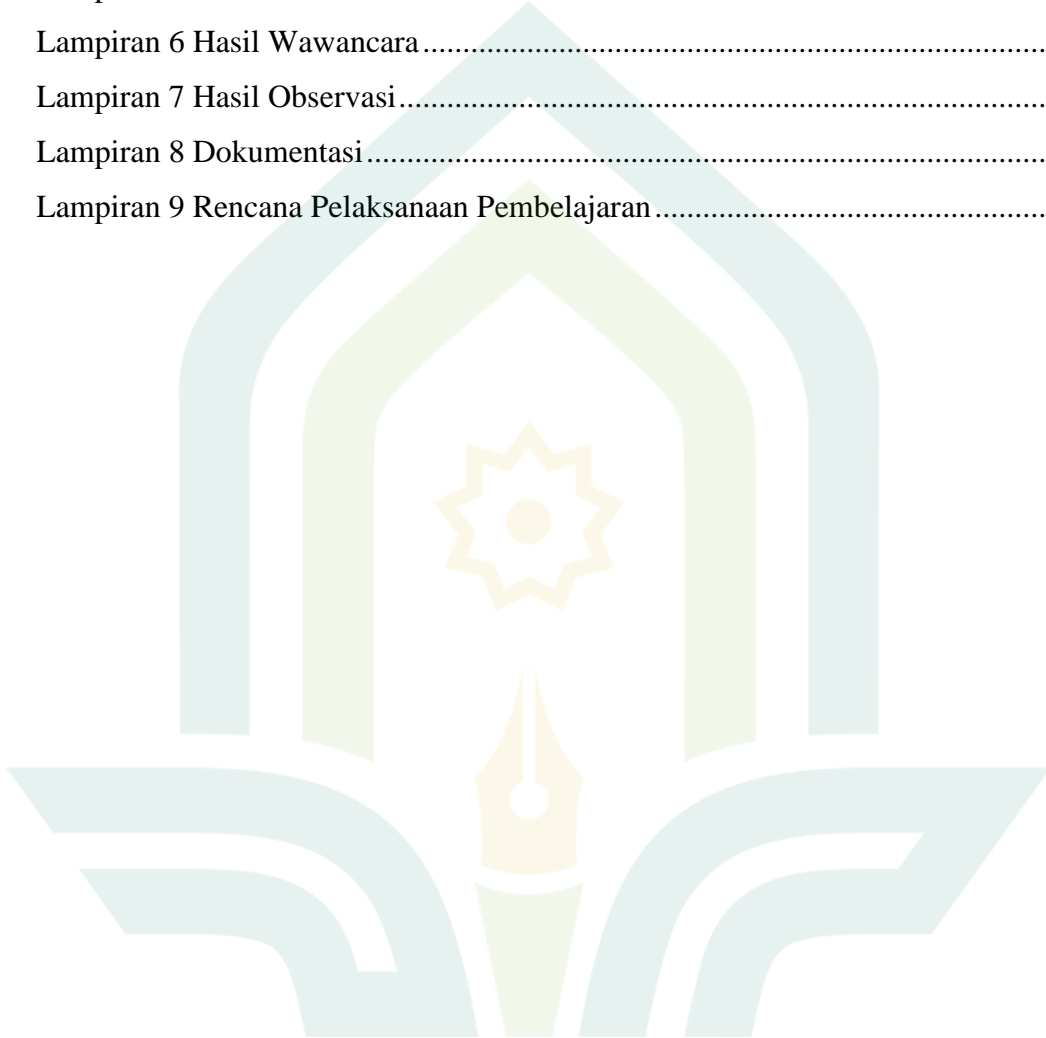 Lampiran 6 Hasil Wawancara...........................................................................
Lampiran 7 Hasil Observasi..............................................................................
Lampiran 8 Dokumentasi..................................................................................
Lampiran 9 Rencana Pelaksanaan Pembelajaran...............................................